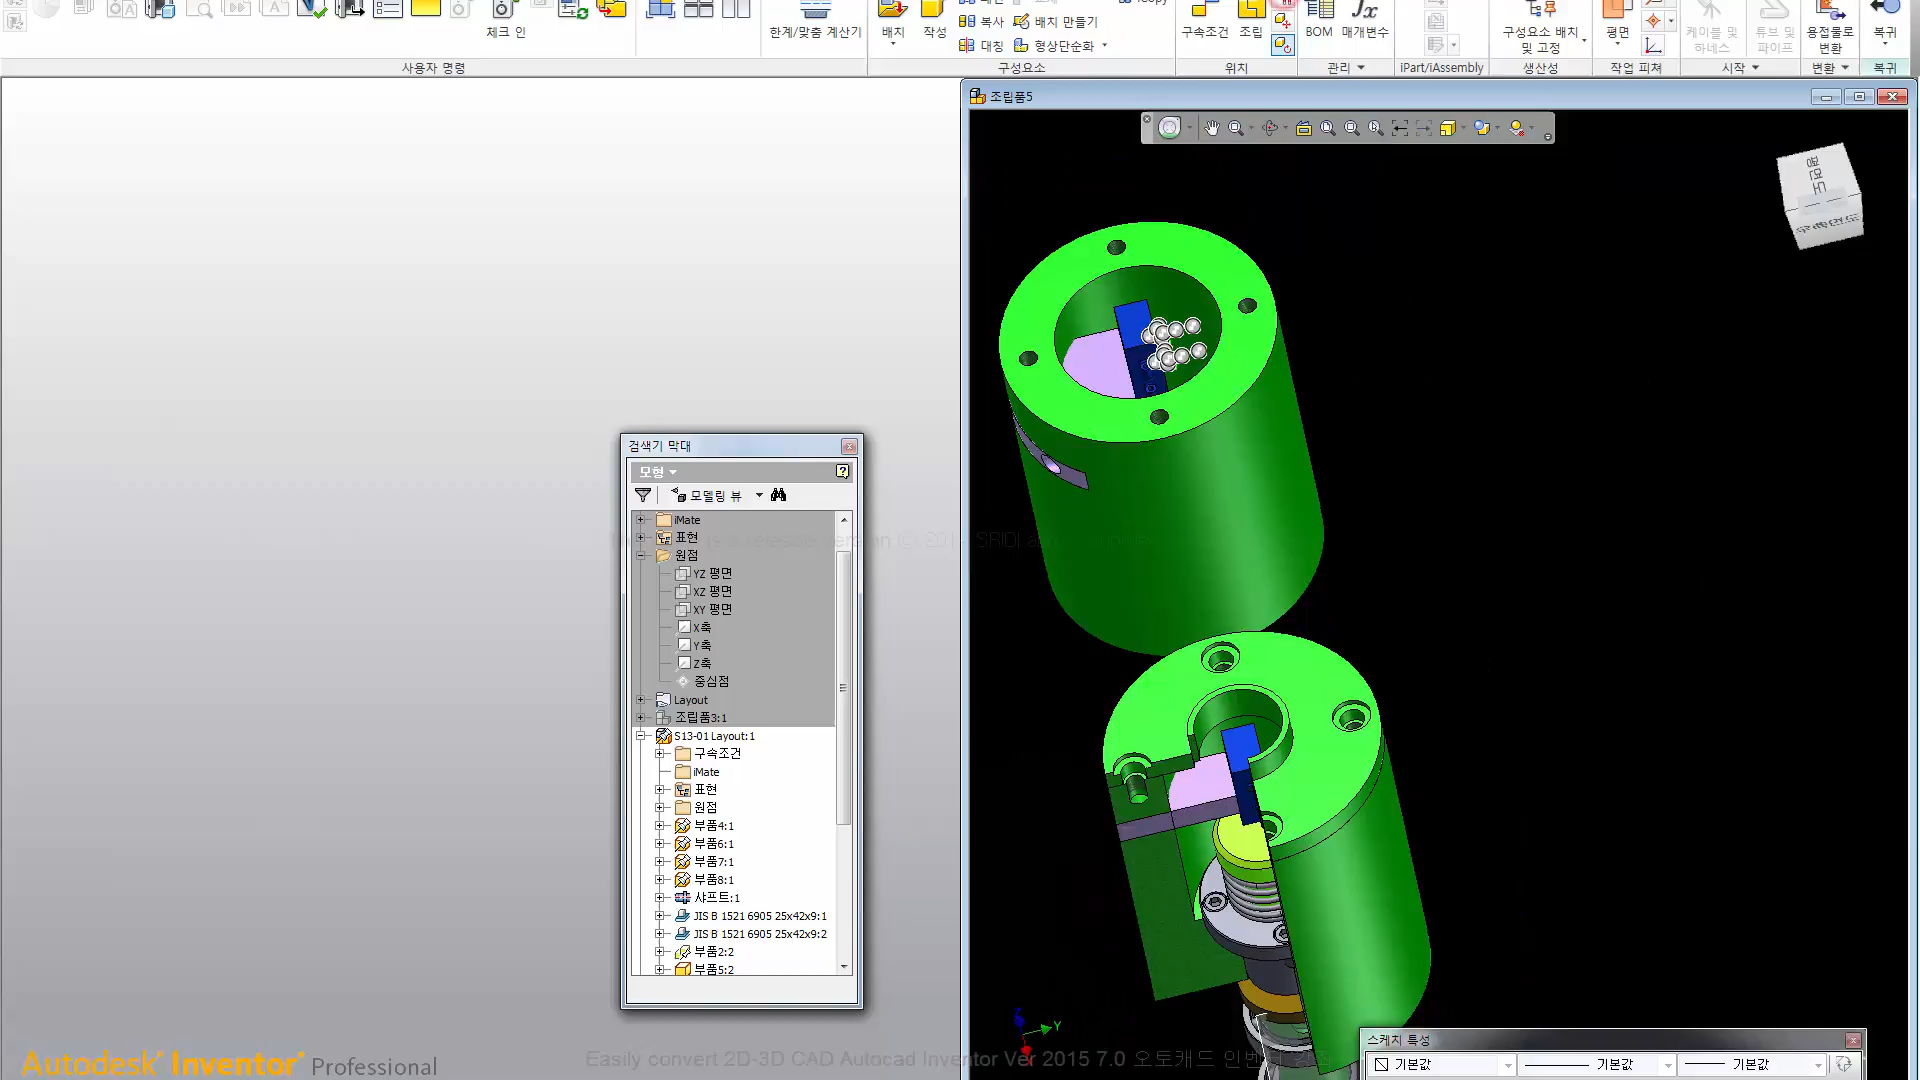 체크 인
한계/맞춤 계산기
배치
작성
복사
배치 만들기
대칭
형상단순화
구속조건
조립
BOM
매개변수
구성요소 배치 및 고정
평면
케이블 및 하네스
튜브 및 파이프
용접물로 변환
복귀
사용자 명령
구성요소
위치
관리
iPart/iAssembly
생산성
작업 피쳐
시작
변환
복귀
조립품5
평면도
검색기 막대
모형
모델링 뷰
iMate
표현
원점
YZ 평면
XZ 평면
XY 평면
X축
Y축
Z축
중심점
Layout
조립품3:1
S13-01 Layout:1
구속조건
iMate
표현
원점
부품4:1
부품6:1
부품7:1
부품8:1
샤프트:1
JIS B 1521 6905 25x42x9:1
JIS B 1521 6905 25x42x9:2
부품2:2
부품5:2
Z
Y
스케치 특성
기본값
기본값
기본값
Autodesk Inventor Professional
Easily convert 2D-3D CAD Autocad Inventor Ver 2015 7.0 오토캐드 인벤